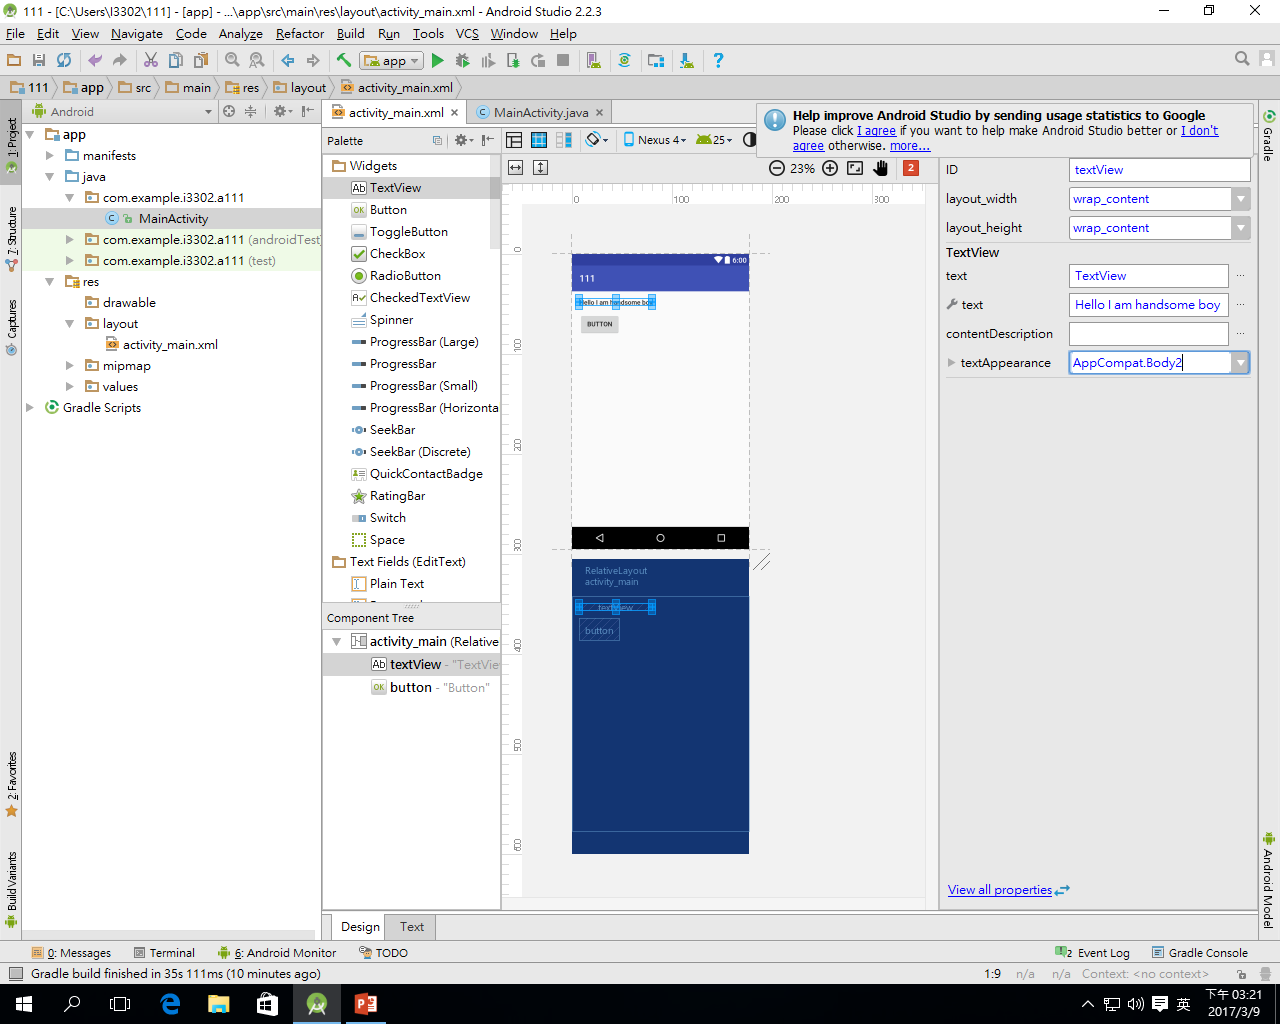 111 - [C:\Users\I3302\111] - [app] - ...\app\src\main\res\layout\activity_main.xml - Android Studio 2.2.3
File Edit View Navigate Code Analyze Refactor Build Run Tools VCS Window Help
app
111 app src main res layout activity_main.xml
1: Project
7: Structure
Captures
2: Favorites
Build Variants
Android
app
manifests
java
com.example.i3302.a111
MainActivity
com.example.i3302.a111 (androidTest
com.example.i3302.a111 (test)
res
drawable
layout
activity_main.xml
mipmap
values
Gradle Scripts
activity_main.xml
MainActivity.java
Palette
Widgets
TextView
Button
ToggleButton
CheckBox
RadioButton
CheckedTextView
Spinner
ProgressBar (Large)
ProgressBar
ProgressBar (Small)
ProgressBar (Horizonta
SeekBar
SeekBar (Discrete)
QuickContactBadge
RatingBar
Switch
Space
Text Fields (EditText)
Plain Text
Component Tree
activity_main (Relative
textView - "TextVie
button - "Button"
Nexus 4
25
23%
2
0 100 200 300
0
100
200
300
400
500
600
6:00
111
Hello I am handsome boy
BUTTON
RelativeLayout
activity_main
textView
button
Help improve Android Studio by sending usage statistics to Google
Please click I agree if you want to help make Android Studio better or I don't
agree otherwise. more...
ID textView
layout_width wrap_content
layout_height wrap_content
TextView
text TextView ...
text Hello I am handsome boy ...
contentDescription ...
textAppearance AppCompat.Body2
View all properties
Gradle
Android Model
Design Text
0: Messages Terminal 6: Android Monitor TODO
2 Event Log Gradle Console
Gradle build finished in 35s 111ms (10 minutes ago)
1:9 n/a n/a Context: <no context>
英
下午 03:21
2017/3/9